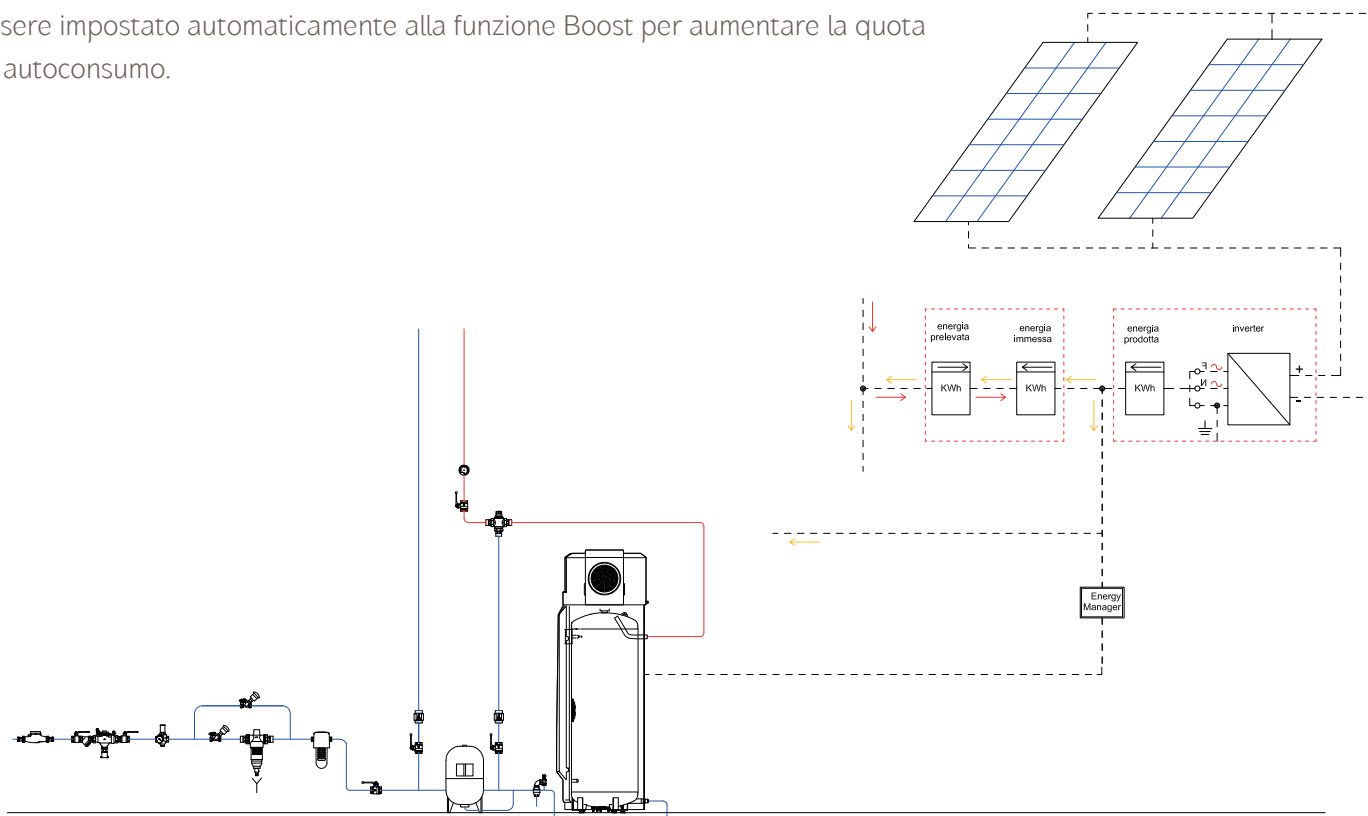 sere impostato automaticamente alla funzione Boost per aumentare la quota
autoconsumo.
energia
prelevata
energia
immessa
energia
prodotta
inverter
KWh
KWh
KWh
F
N
+
-
Energy
Manager